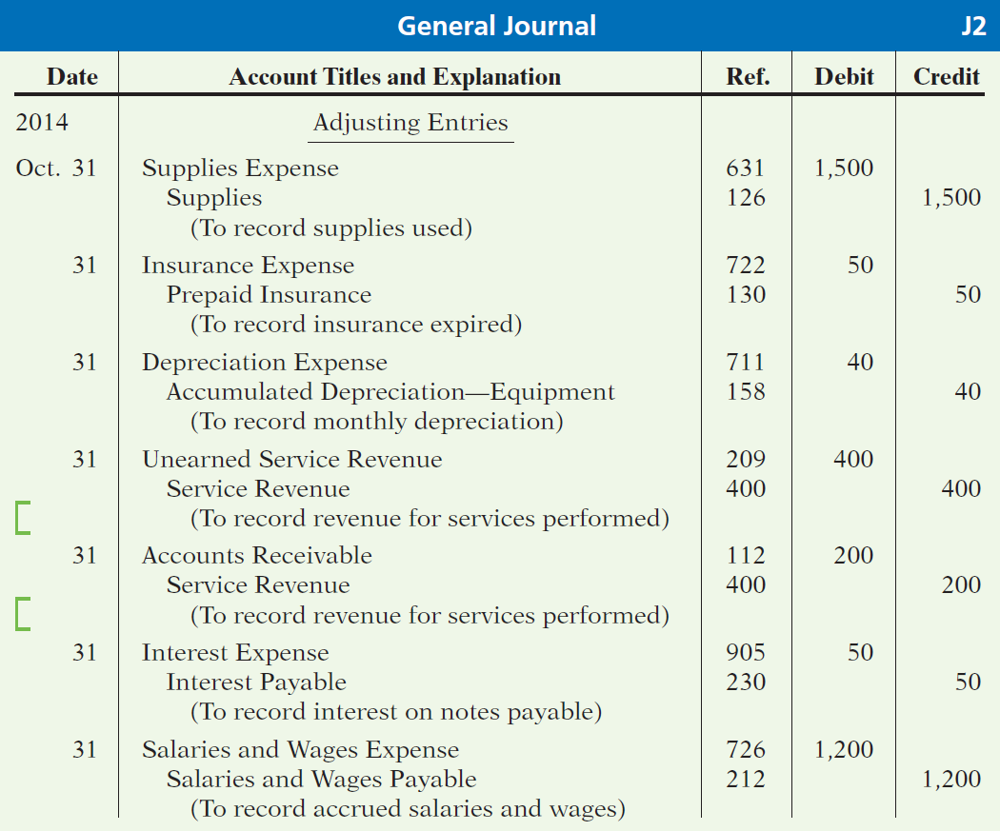 General Journal J2
Date Account Titles and Explanation Ref. Debit Credit
2014 Adjusting Entries
Oct. 31 Supplies Expense 631 1,500
Supplies 126 1,500
(To record supplies used)
31 Insurance Expense 722 50
Prepaid Insurance 130 50
(To record insurance expired)
31 Depreciation Expense 711 40
Accumulated Depreciation—Equipment 158 40
(To record monthly depreciation)
31 Unearned Service Revenue 209 400
Service Revenue 400 400
(To record revenue for services performed)
31 Accounts Receivable 112 200
Service Revenue 400 200
(To record revenue for services performed)
31 Interest Expense 905 50
Interest Payable 230 50
(To record interest on notes payable)
31 Salaries and Wages Expense 726 1,200
Salaries and Wages Payable 212 1,200
(To record accrued salaries and wages)